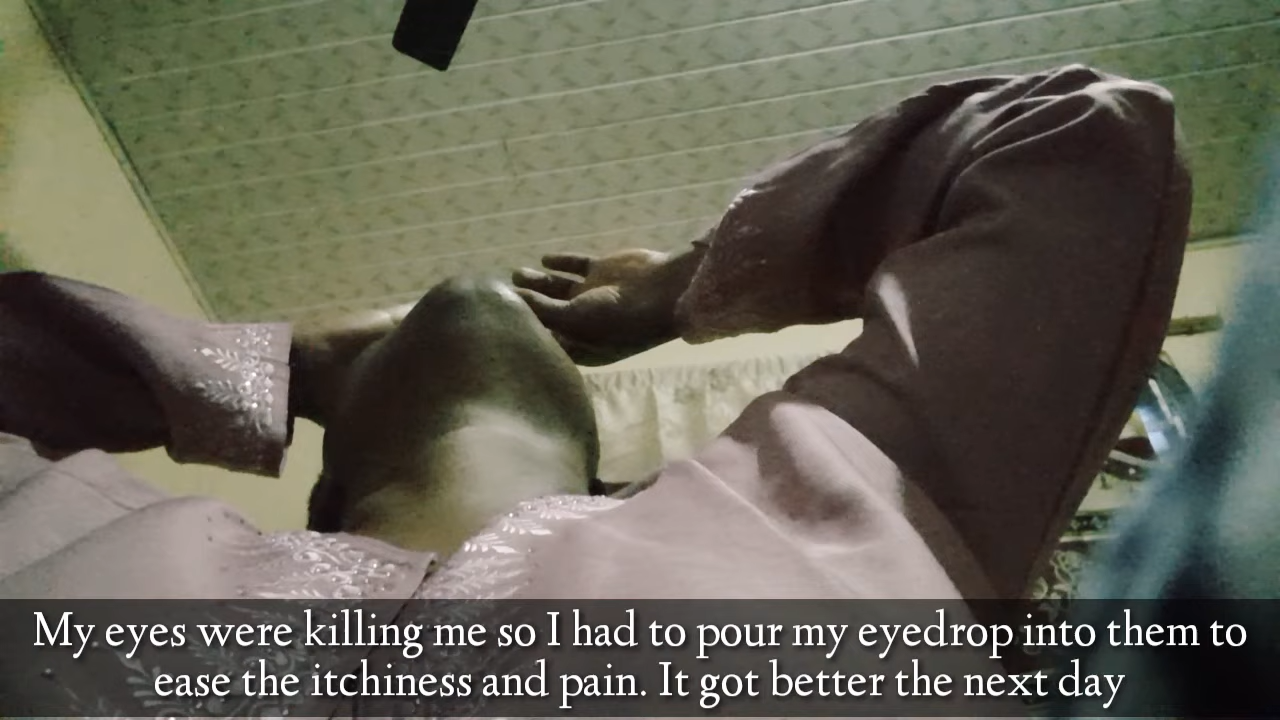 My eyes were killing me so I had to pour my eyedrop into them to
ease the itchiness and pain. It got better the next day